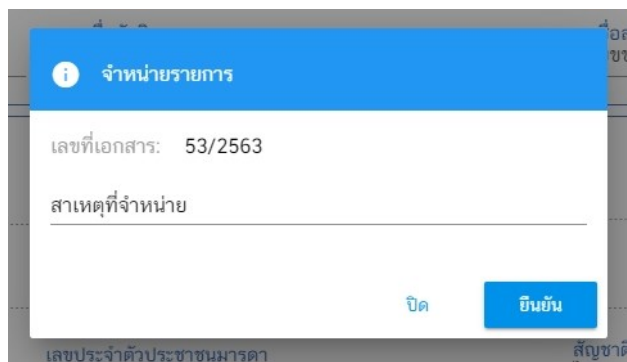 จำหน่ายรายการ
เลขที่เอกสาร: 53/2563
สาเหตุที่จำหน่าย
ปิด
ยืนยัน
เลขประจำตัวประชาชนมารดา
สัญชาติ